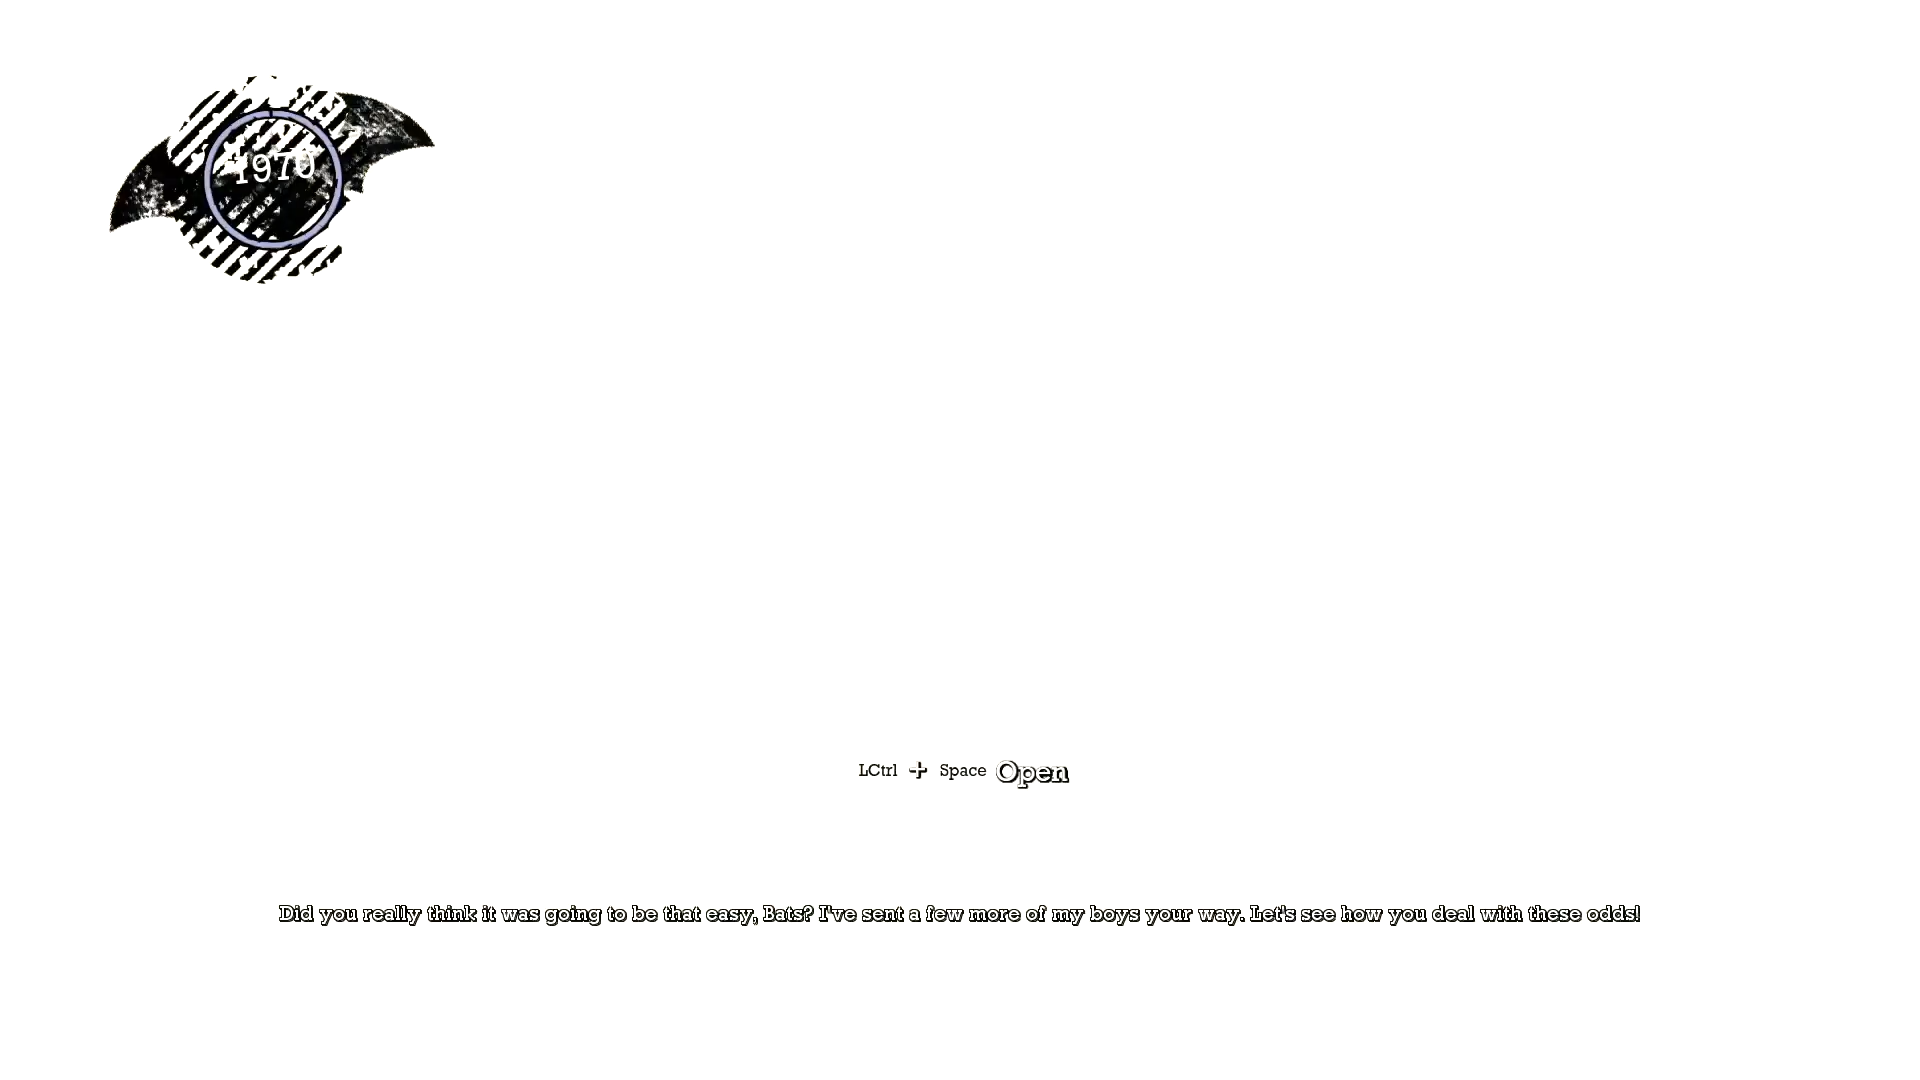 1970
LCtrl + Space Open
Did you really think it was going to be that easy, Bats? I've sent a few more of my boys your way. Let's see how you deal with these odds!